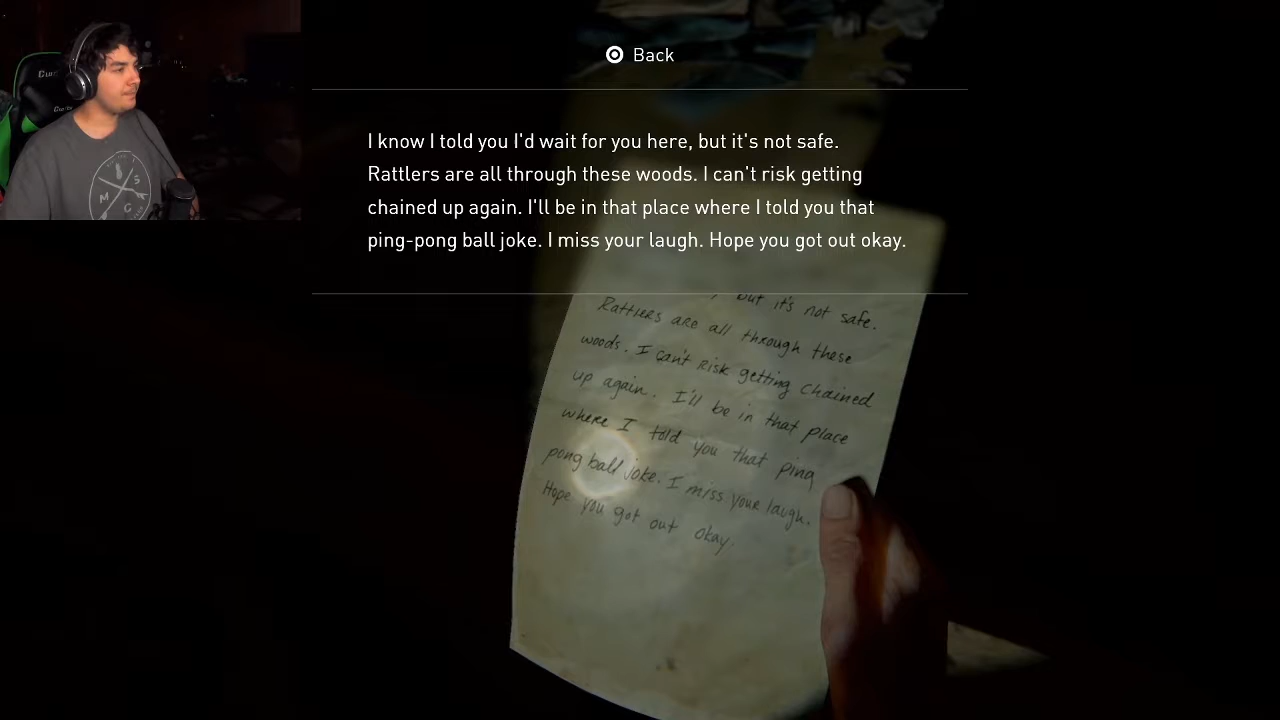 Back
I know I told you I'd wait for you here, but it's not safe.
Rattlers are all through these woods. I can't risk getting
chained up again. I'll be in that place where I told you that
ping-pong ball joke. I miss your laugh. Hope you got out okay.
, but it's not safe.
Rattlers are all through these
woods. I can't risk getting chained
up again. I'll be in that place
where I told you that ping
pong ball joke. I miss your laugh.
Hope you got out okay.
M S
C